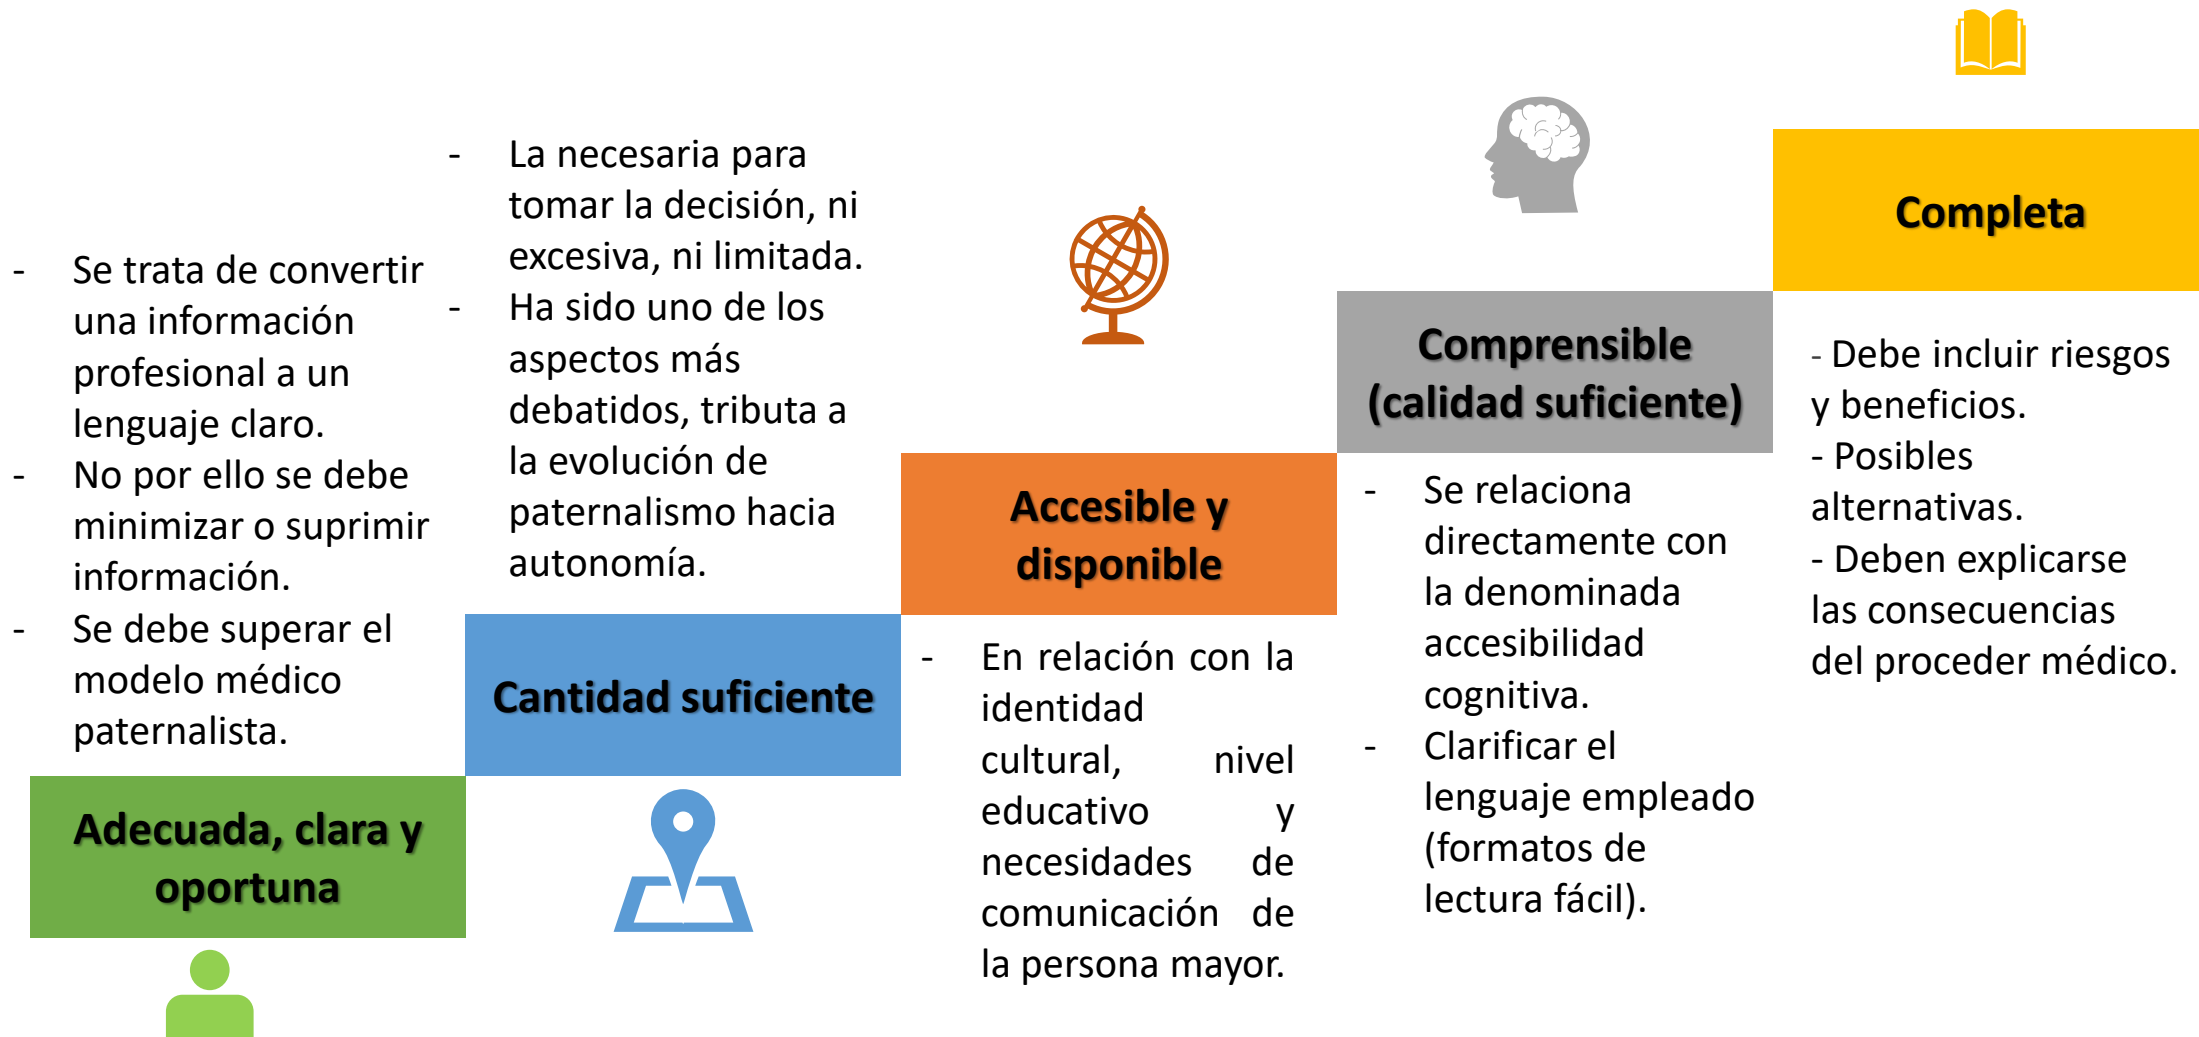 - Se trata de convertir
una información
profesional a un
lenguaje claro.
- No por ello se debe
minimizar o suprimir
información.
- Se debe superar el
modelo médico
paternalista.
Adecuada, clara y
oportuna
- La necesaria para
tomar la decisión, ni
excesiva, ni limitada.
- Ha sido uno de los
aspectos más
debatidos, tributa a
la evolución de
paternalismo hacia
autonomía.
Cantidad suficiente
Accesible y
disponible
- En relación con la
identidad
cultural, nivel
educativo y
necesidades de
comunicación de
la persona mayor.
Comprensible
(calidad suficiente)
- Se relaciona
directamente con
la denominada
accesibilidad
cognitiva.
- Clarificar el
lenguaje empleado
(formatos de
lectura fácil).
Completa
- Debe incluir riesgos
y beneficios.
- Posibles
alternativas.
- Deben explicarse
las consecuencias
del proceder médico.